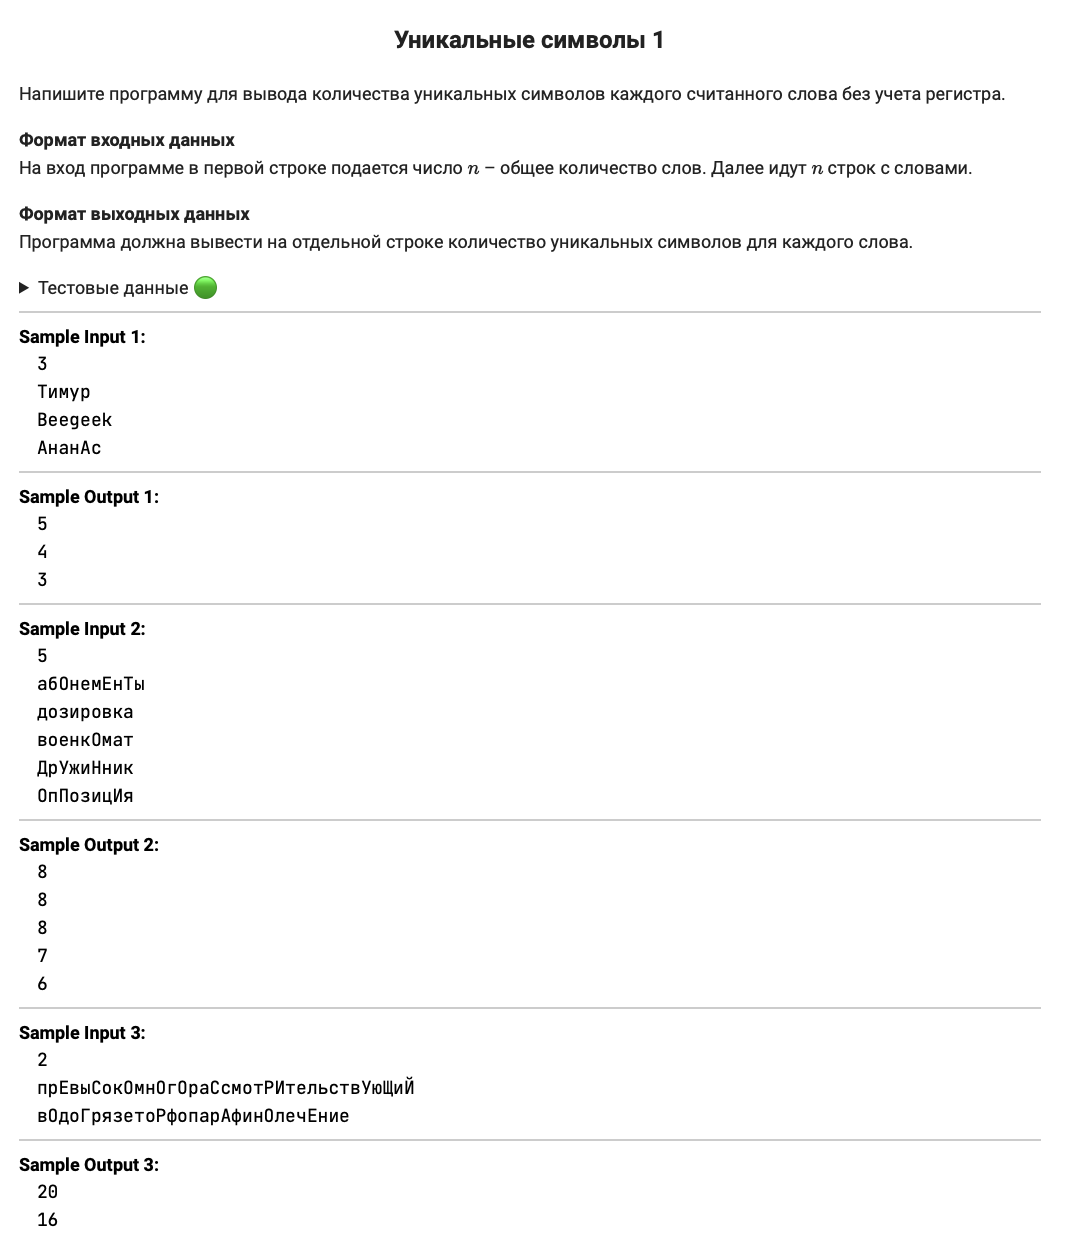 Уникальные символы 1
Напишите программу для вывода количества уникальных символов каждого считанного слова без учета регистра.
Формат входных данных
На вход программе в первой строке подается число n – общее количество слов. Далее идут n строк с словами.
Формат выходных данных
Программа должна вывести на отдельной строке количество уникальных символов для каждого слова.
Тестовые данные
Sample Input 1:
3
Тимур
Beegeek
АнанАс
Sample Output 1:
5
4
3
Sample Input 2:
5
абОнемЕнТы
дозировка
военкОмат
ДрУжиНник
ОпПозицИя
Sample Output 2:
8
8
8
7
6
Sample Input 3:
2
прЕвыСокОмнОгОраСсмотРИтельствУюЩиЙ
вОдоГрязетоРфопарАфинОлечЕние
Sample Output 3:
20
16